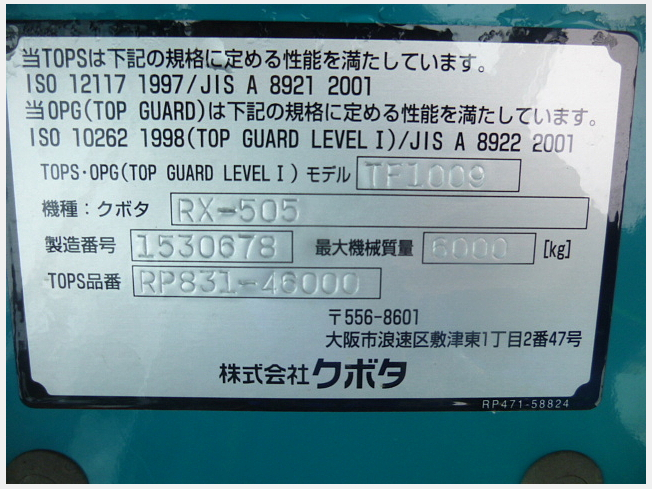 当TOPSは下記の規格に定める性能を満たしています。
ISO 12117 1997/JIS A 8921 2001
当OPG(TOP GUARD)は下記の規格に定める性能を満たしています。
ISO 10262 1998(TOP GUARD LEVELⅠ)/JIS A 8922 2001
TOPS・OPG(TOP GUARD LEVELⅠ) モデル TF1009
機種：クボタ RX-505
製造番号 1530678 最大機械質量 6000 [kg]
TOPS品番 RP831-46000
〒556-8601
大阪市浪速区敷津東1丁目2番47号
株式会社クボタ
RP471-58824